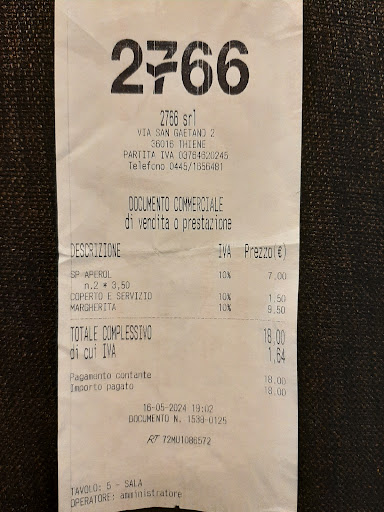 2766
2766 srl
VIA SAN GAETANO 2
36016 THIENE
PARTITA IVA 03764620245
Telefono 0445/1656481
DOCUMENTO COMMERCIALE
di vendita o prestazione
DESCRIZIONE IVA Prezzo(€)
SP APEROL 10% 7.00
n.2 * 3,50
COPERTO E SERVIZIO 10% 1.50
MARGHERITA 10% 9.50
TOTALE COMPLESSIVO 18,00
di cui IVA 1,64
Pagamento contante 18.00
Importo pagato 18.00
16-05-2024 19:02
DOCUMENTO N. 1539-0125
RT 72MU1086572
TAVOLO: 5 - SALA
OPERATORE: amministratore